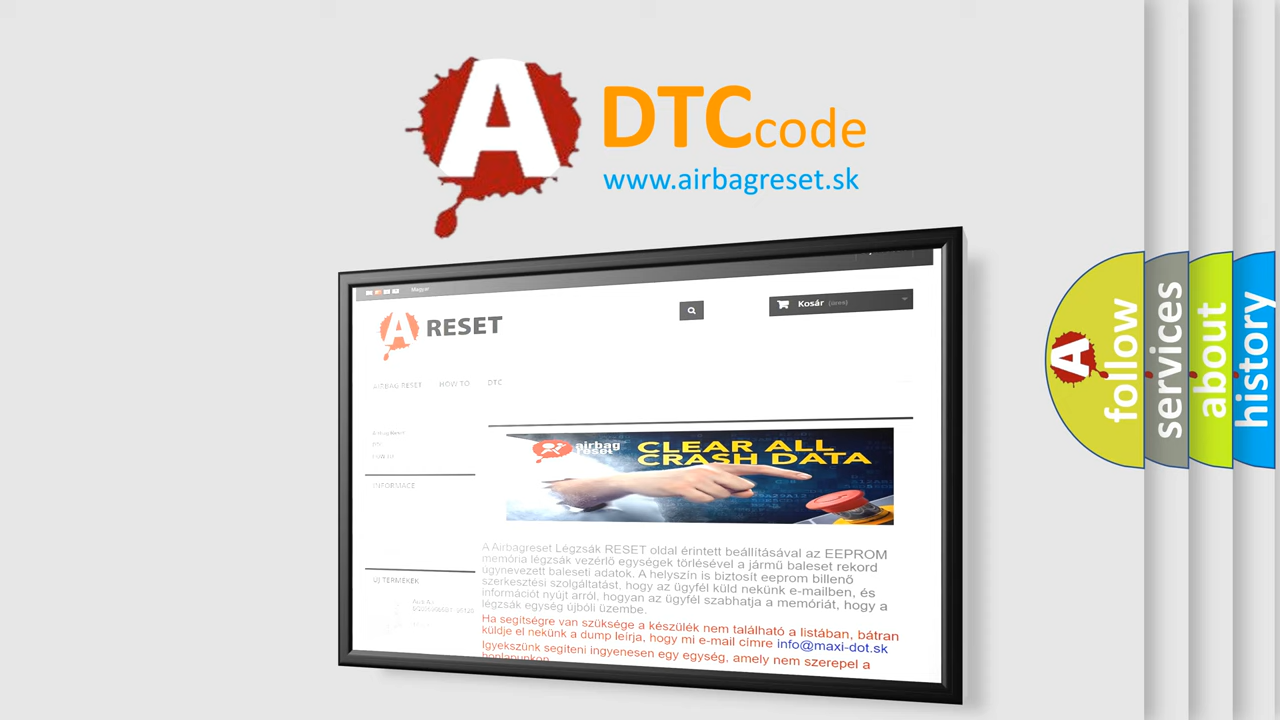 A
DTC code
www.airbagreset.sk
Magyar
Kosár (üres)
A RESET
AIRBAG RESET HOW TO DTC
INFORMACE
airbag
reset
CLEAR ALL
CRASH DATA
A Airbagreset Légzsák RESET oldal érintett beállításával az EEPROM
memória légzsák vezérlő egységek törlésével a jármű baleset rekord
úgynevezett baleseti adatok. A helyszín is biztosít eeprom billenő
szerkesztési szolgáltatást, hogy az ügyfél küld nekünk e-mailben, és
információt nyújt arról, hogyan az ügyfél szabhatja a memóriát, hogy a
légzsák egység újbóli üzembe.
Ha segítségre van szüksége a készülék nem található a listában, bátran
küldje el nekünk a dump leírja, hogy mi e-mail címre info@maxi-dot.sk
Igyekszünk segíteni ingyenesen egy egység, amely nem szerepel a
honlapunkon
ÚJ TERMÉKEK
A follow
services
about
history